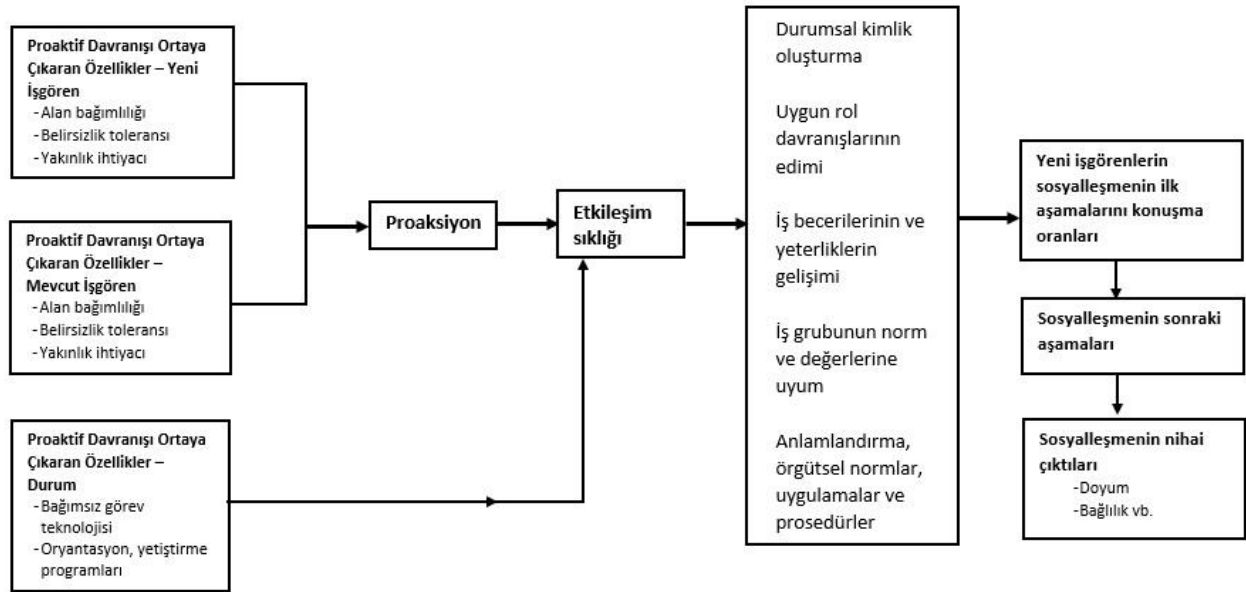 Proaktif Davranışı Ortaya
Çıkaran Özellikler – Yeni
İşgören
-Alan bağımlılığı
-Belirsizlik toleransı
-Yakınlık ihtiyacı
Proaktif Davranışı Ortaya
Çıkaran Özellikler –
Mevcut İşgören
-Alan bağımlılığı
-Belirsizlik toleransı
-Yakınlık ihtiyacı
Proaktif Davranışı Ortaya
Çıkaran Özellikler –
Durum
-Bağımsız görev
teknolojisi
-Oryantasyon, yetiştirme
programları
Proaksiyon
Etkileşim
sıklığı
Durumsal kimlik
oluşturma
Uygun rol
davranışlarının
edimi
İş becerilerinin ve
yeterliklerin
gelişimi
İş grubunun norm
ve değerlerine
uyum
Anlamlandırma,
örgütsel normlar,
uygulamalar ve
prosedürler
Yeni işgörenlerin
sosyalleşmenin ilk
aşamalarını konuşma
oranları
Sosyalleşmenin sonraki
aşamaları
Sosyalleşmenin nihai
çıktıları
-Doyum
-Bağlılık vb.